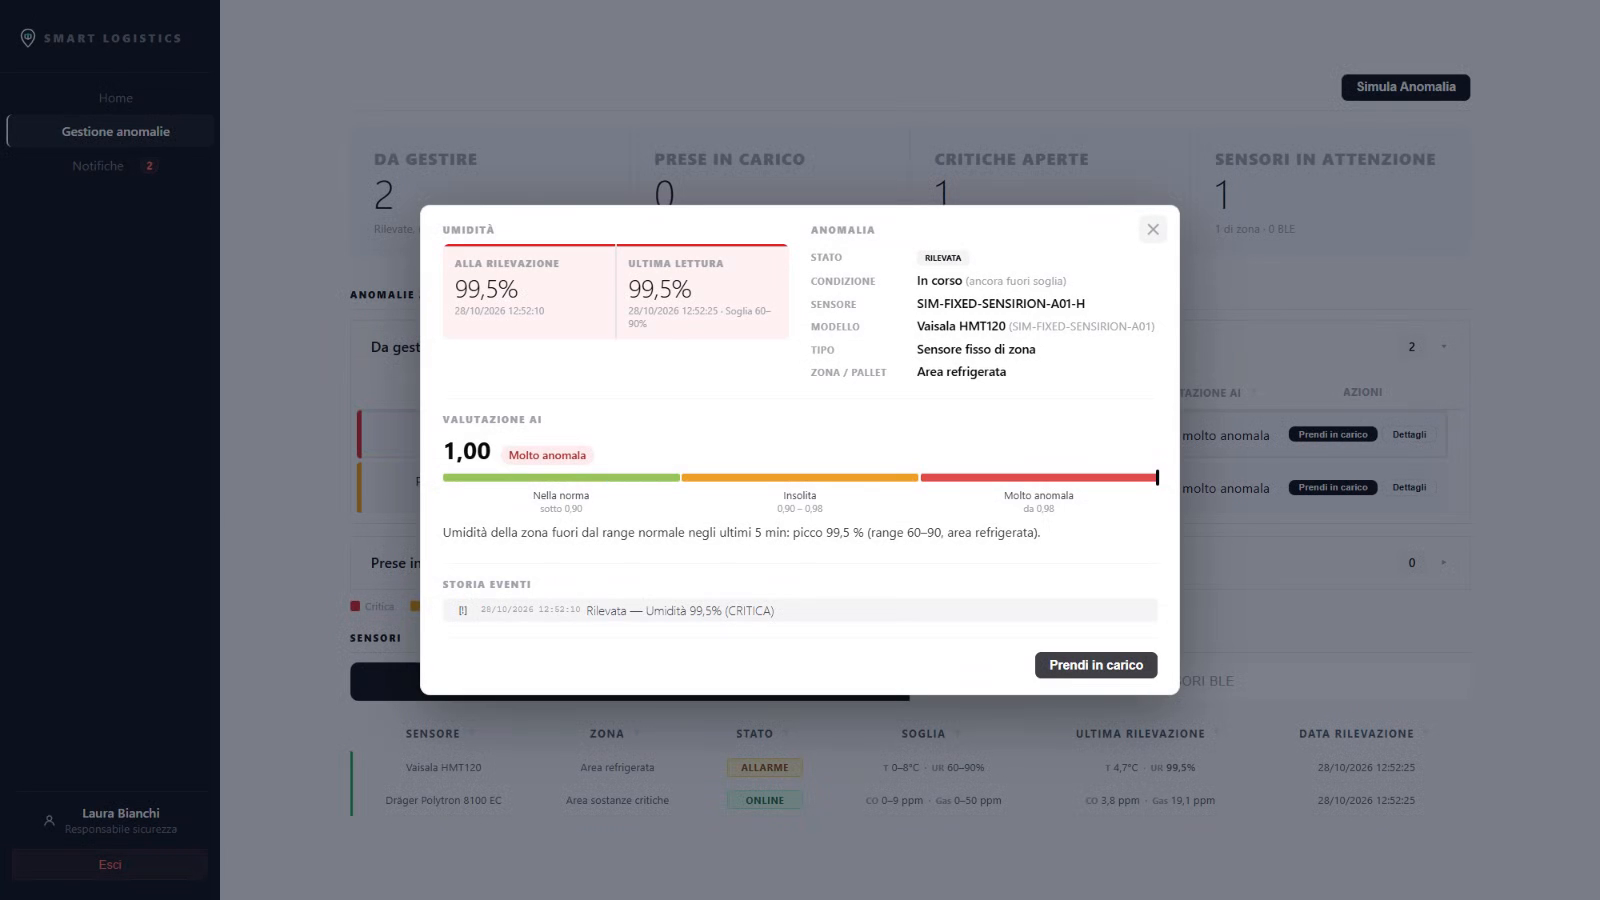 SMART LOGISTICS
Home
Gestione anomalie
Notifiche 2
Laura Bianchi
Responsabile sicurezza
Esci
Simula Anomalia
DA GESTIRE
2
Rilevate,
PRESE IN CARICO
0
CRITICHE APERTE
1
SENSORI IN ATTENZIONE
1
1 di zona · 0 BLE
ANOMALIE
Da gest
2
TAZIONE AI
AZIONI
molto anomala Prendi in carico Dettagli
molto anomala Prendi in carico Dettagli
Prese in
0
Critica
SENSORI
ORI BLE
UMIDITÀ
ALLA RILEVAZIONE
99,5%
28/10/2026 12:52:10
ULTIMA LETTURA
99,5%
28/10/2026 12:52:25 · Soglia 60–
90%
ANOMALIA
STATO RILEVATA
CONDIZIONE In corso (ancora fuori soglia)
SENSORE SIM-FIXED-SENSIRION-A01-H
MODELLO Vaisala HMT120 (SIM-FIXED-SENSIRION-A01)
TIPO Sensore fisso di zona
ZONA / PALLET Area refrigerata
VALUTAZIONE AI
1,00 Molto anomala
Nella norma
sotto 0,90
Insolita
0,90 – 0,98
Molto anomala
da 0,98
Umidità della zona fuori dal range normale negli ultimi 5 min: picco 99,5 % (range 60–90, area refrigerata).
STORIA EVENTI
[!] 28/10/2026 12:52:10 Rilevata — Umidità 99,5% (CRITICA)
Prendi in carico
SENSORE ZONA STATO SOGLIA ULTIMA RILEVAZIONE DATA RILEVAZIONE
Vaisala HMT120 Area refrigerata ALLARME T 0–8°C · UR 60–90% T 4,7°C · UR 99,5% 28/10/2026 12:52:25
Dräger Polytron 8100 EC Area sostanze critiche ONLINE CO 0–9 ppm · Gas 0–50 ppm CO 3,8 ppm · Gas 19,1 ppm 28/10/2026 12:52:25